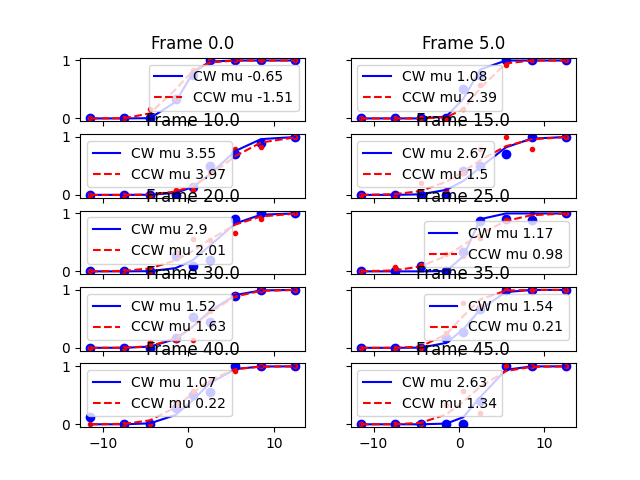 Frame 0.0
Frame 5.0
1
CW mu -0.65
CCW mu -1.51
0
CW mu 1.08
CCW mu 2.39
Frame 10.0
Frame 15.0
1
CW mu 3.55
CCW mu 3.97
0
CW mu 2.67
CCW mu 1.5
Frame 20.0
Frame 25.0
1
CW mu 2.9
CCW mu 2.01
0
CW mu 1.17
CCW mu 0.98
Frame 30.0
Frame 35.0
1
CW mu 1.52
CCW mu 1.63
0
CW mu 1.54
CCW mu 0.21
Frame 40.0
Frame 45.0
1
CW mu 1.07
CCW mu 0.22
0
CW mu 2.63
CCW mu 1.34
−10 0 10
−10 0 10